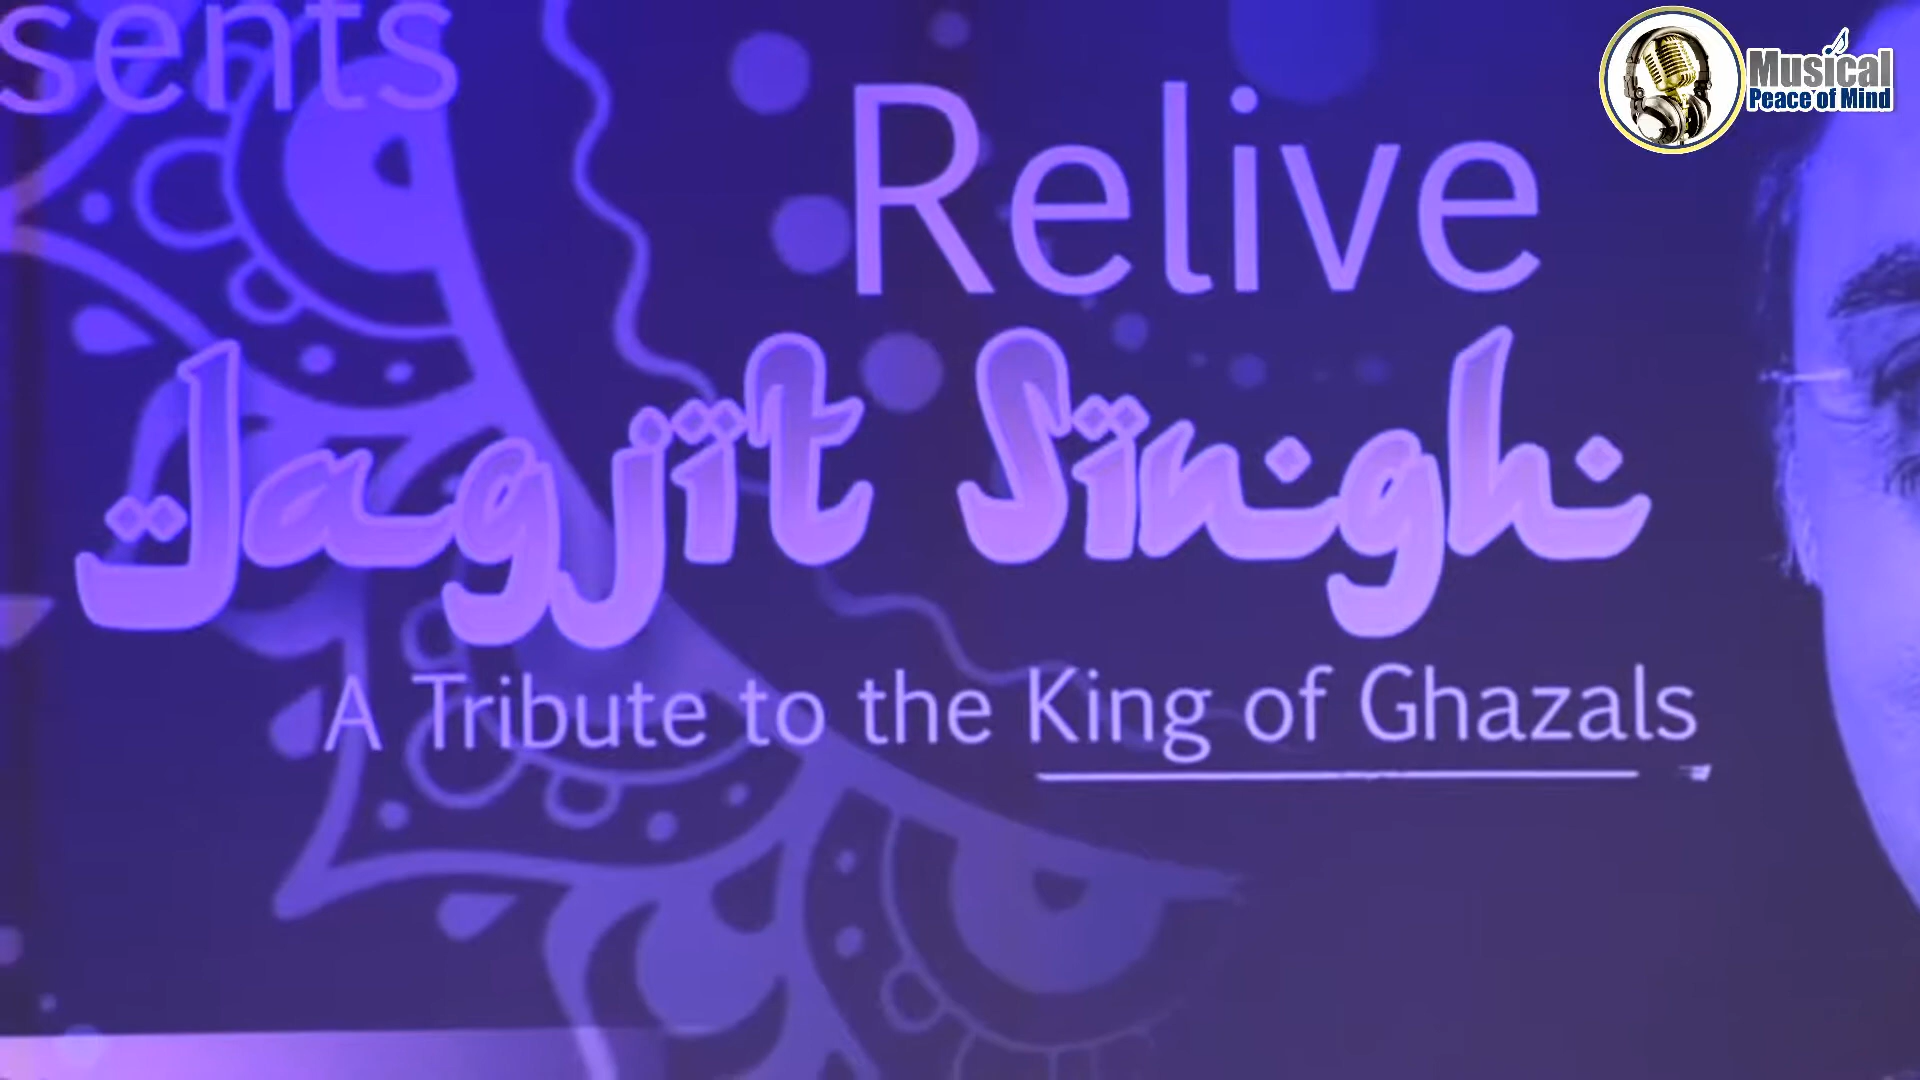 sents
Relive
Jagjit Singh
A Tribute to the King of Ghazals
Musical
Peace of Mind